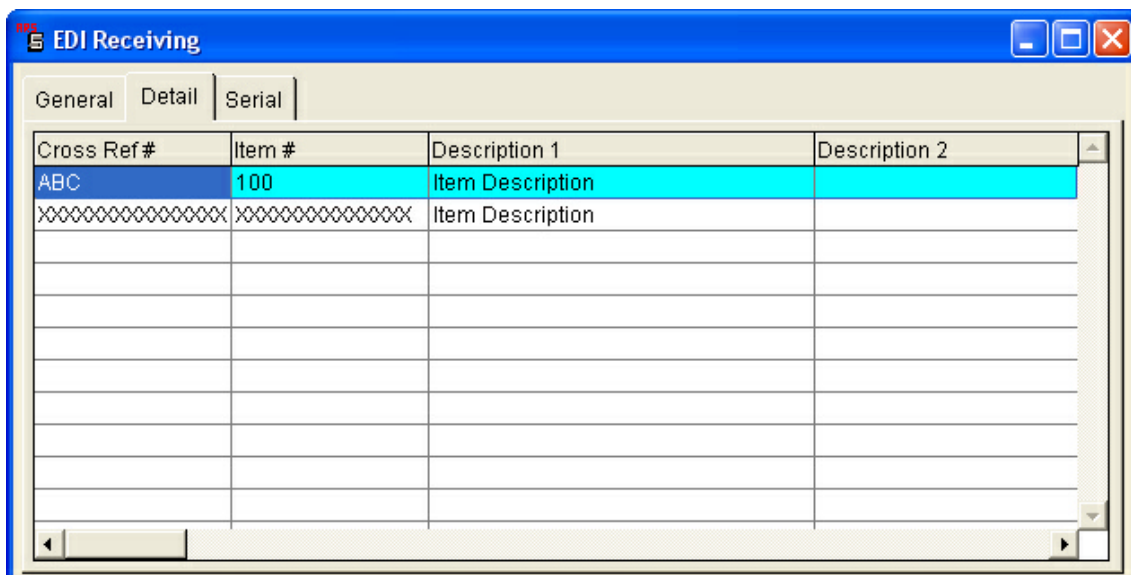 EDI Receiving
General Detail Serial
Cross Ref# Item # Description 1 Description 2
ABC 100 Item Description
XXXXXXXXXXXXXXX XXXXXXXXXXXXXX Item Description